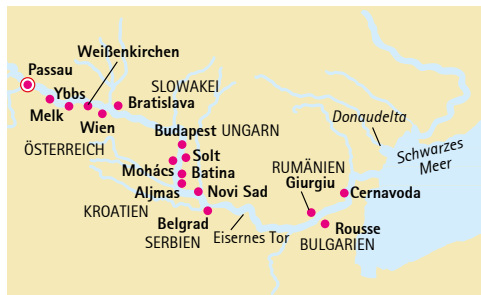 Weißenkirchen
Passau
Ybbs
SLOWAKEI
Melk
Bratislava
Wien
Donaudelta
Budapest UNGARN
ÖSTERREICH
Schwarzes
Meer
Solt
Mohács
Batina
RUMÄNIEN
Giurgiu
Aljmas
Novi Sad
Cernavoda
KROATIEN
Belgrad
Rousse
SERBIEN
Eisernes Tor
BULGARIEN